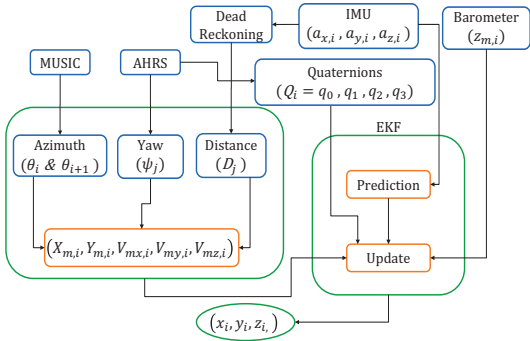 Dead
Reckoning
IMU
(a_{x,i} , a_{y,i} , a_{z,i})
Barometer
(z_{m,i})
MUSIC
AHRS
Quaternions
(Q_i = q_0 , q_1 , q_2 , q_3)
EKF
Azimuth
(θ_i & θ_{i+1})
Yaw
(ψ_j)
Distance
(D_j)
Prediction
(X_{m,i}, Y_{m,i}, V_{mx,i}, V_{my,i}, V_{mz,i})
Update
(x_i, y_i, z_{i,})